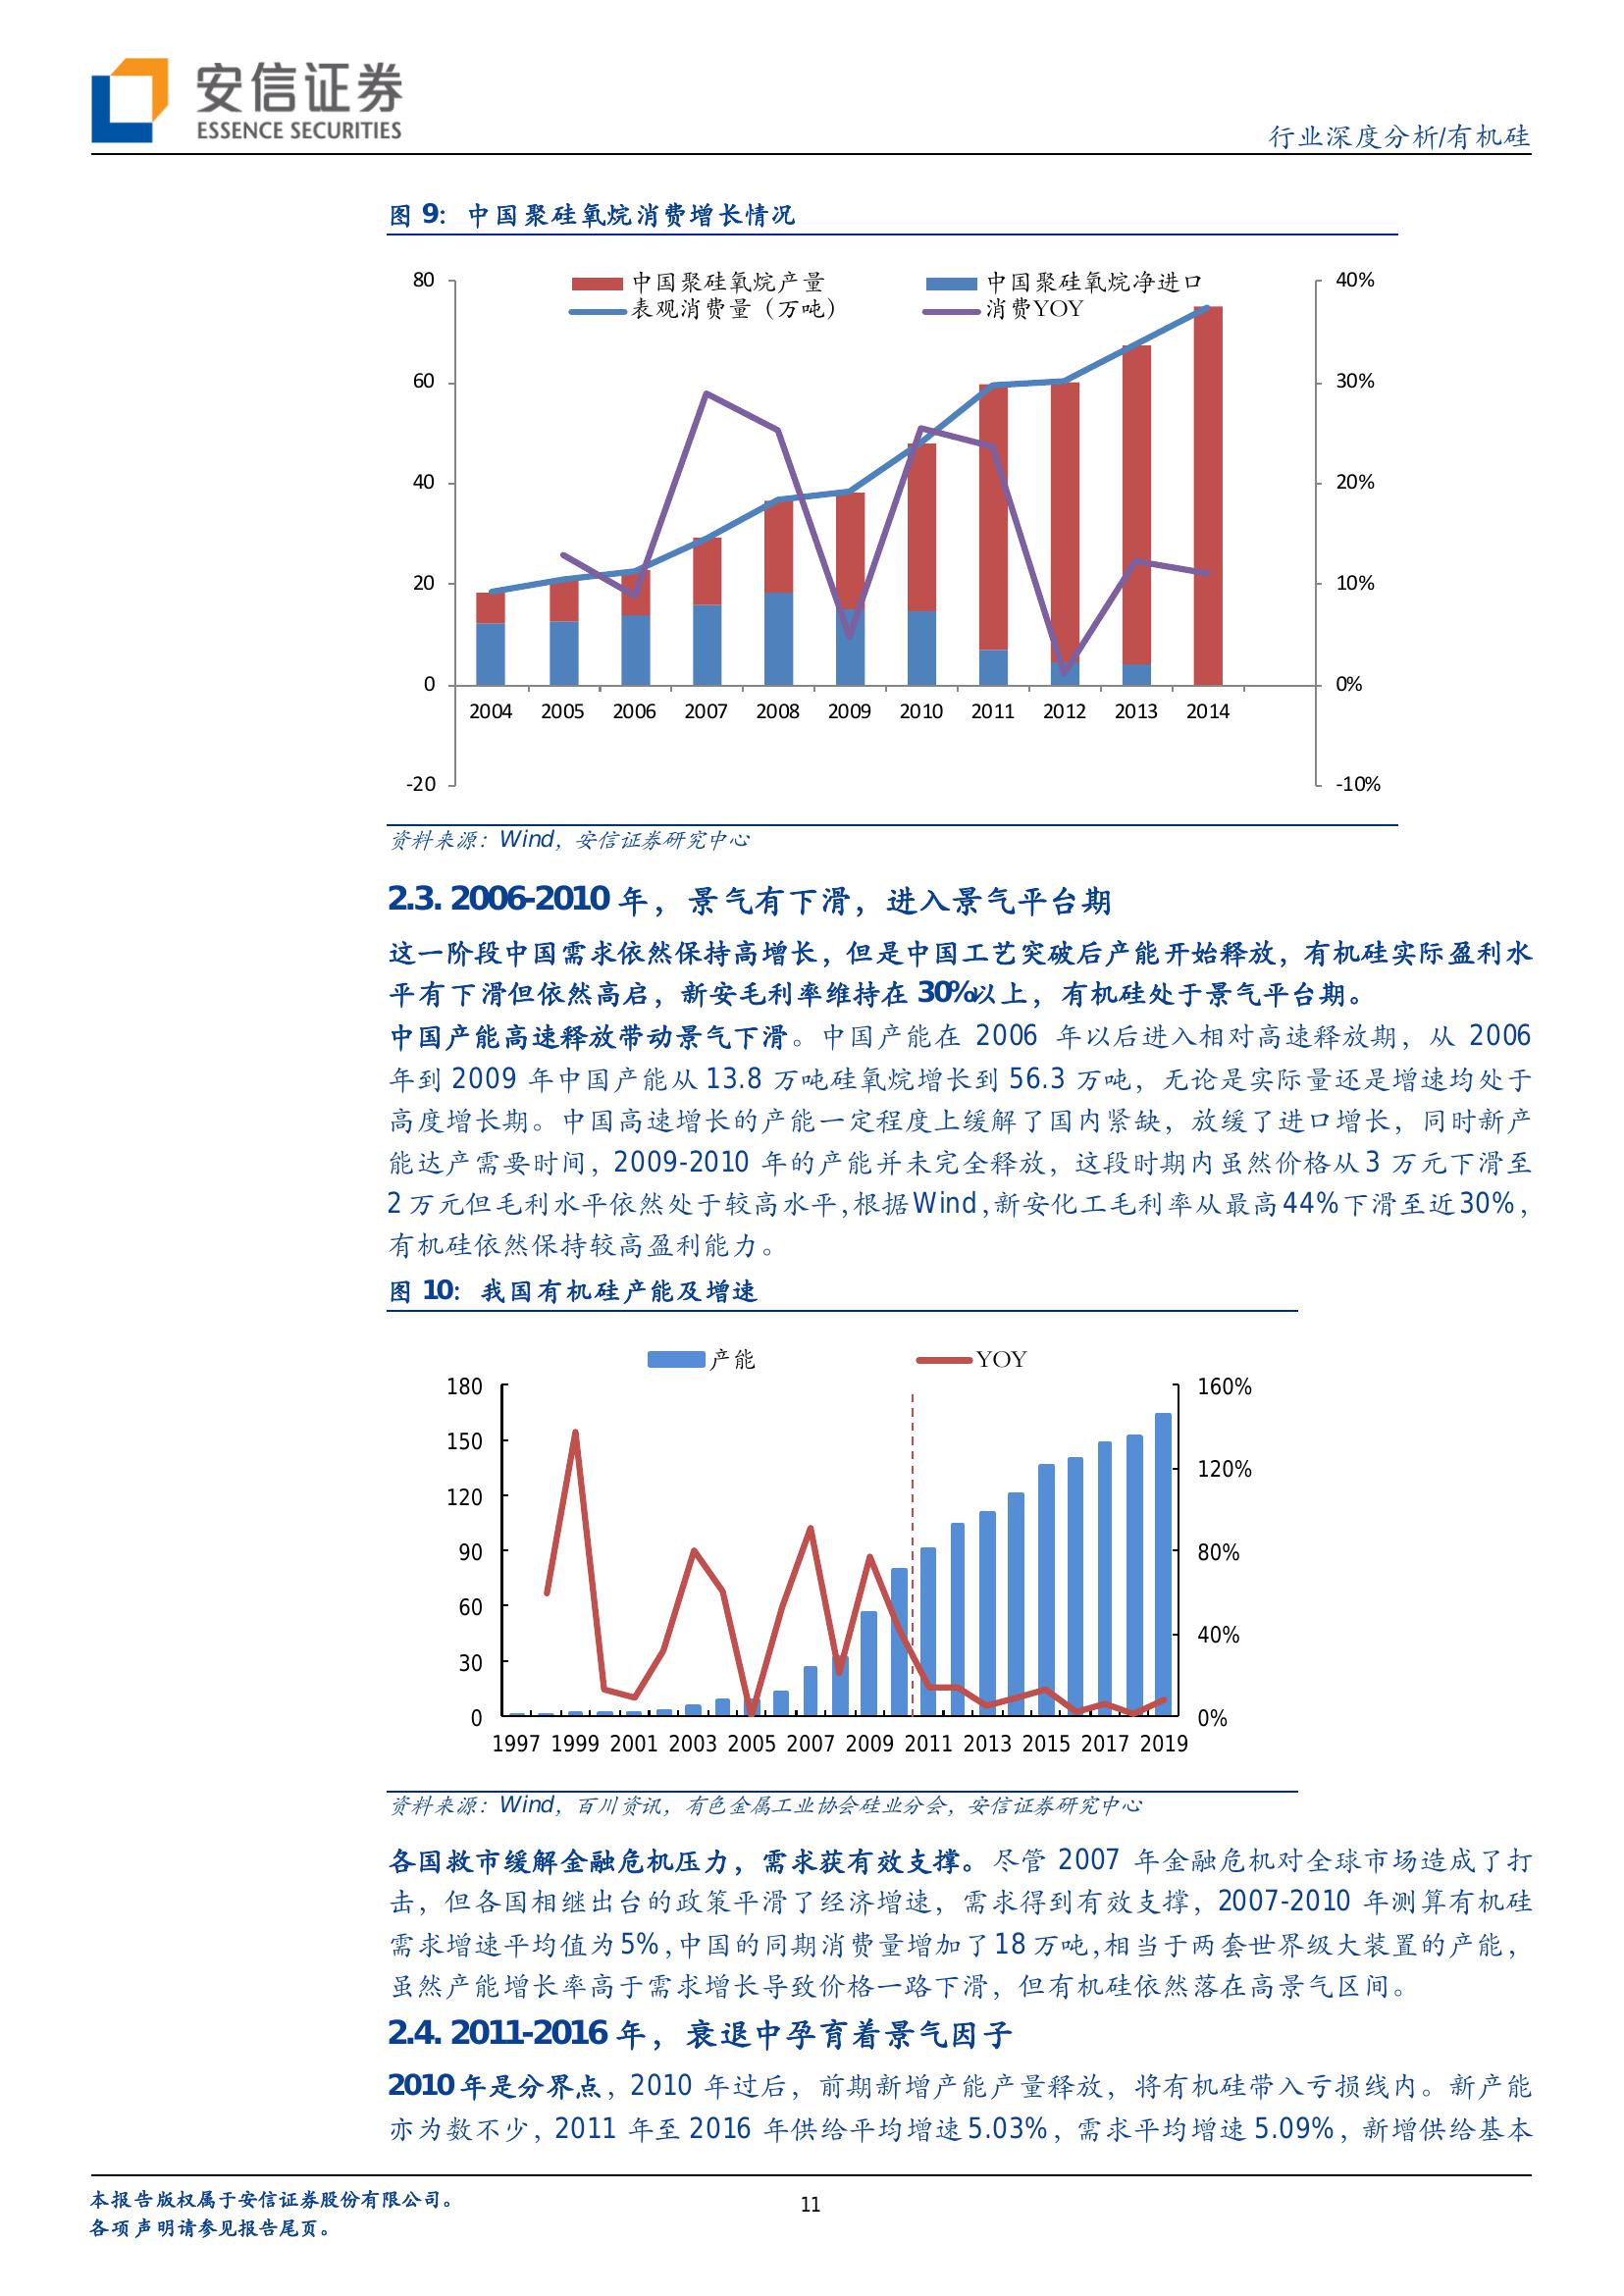 安信证券
ESSENCE SECURITIES
行业深度分析/有机硅
图 9：中国聚硅氧烷消费增长情况
中国聚硅氧烷产量
中国聚硅氧烷净进口
表观消费量（万吨）
消费YOY
80
60
40
20
0
-20
40%
30%
20%
10%
0%
-10%
2004 2005 2006 2007 2008 2009 2010 2011 2012 2013 2014
资料来源：Wind，安信证券研究中心
2.3. 2006-2010 年，景气有下滑，进入景气平台期
这一阶段中国需求依然保持高增长，但是中国工艺突破后产能开始释放，有机硅实际盈利水
平有下滑但依然高启，新安毛利率维持在 30%以上，有机硅处于景气平台期。
中国产能高速释放带动景气下滑。中国产能在 2006 年以后进入相对高速释放期，从 2006
年到 2009 年中国产能从 13.8 万吨硅氧烷增长到 56.3 万吨，无论是实际量还是增速均处于
高度增长期。中国高速增长的产能一定程度上缓解了国内紧缺，放缓了进口增长，同时新产
能达产需要时间，2009-2010 年的产能并未完全释放，这段时期内虽然价格从 3 万元下滑至
2 万元但毛利水平依然处于较高水平，根据 Wind，新安化工毛利率从最高 44%下滑至近 30%，
有机硅依然保持较高盈利能力。
图 10：我国有机硅产能及增速
产能
YOY
180
150
120
90
60
30
0
160%
120%
80%
40%
0%
1997 1999 2001 2003 2005 2007 2009 2011 2013 2015 2017 2019
资料来源：Wind，百川资讯，有色金属工业协会硅业分会，安信证券研究中心
各国救市缓解金融危机压力，需求获有效支撑。尽管 2007 年金融危机对全球市场造成了打
击，但各国相继出台的政策平滑了经济增速，需求得到有效支撑，2007-2010 年测算有机硅
需求增速平均值为 5%，中国的同期消费量增加了 18 万吨，相当于两套世界级大装置的产能，
虽然产能增长率高于需求增长导致价格一路下滑，但有机硅依然落在高景气区间。
2.4. 2011-2016 年，衰退中孕育着景气因子
2010 年是分界点，2010 年过后，前期新增产能产量释放，将有机硅带入亏损线内。新产能
亦为数不少，2011 年至 2016 年供给平均增速 5.03%，需求平均增速 5.09%，新增供给基本
本报告版权属于安信证券股份有限公司。
各项声明请参见报告尾页。
11